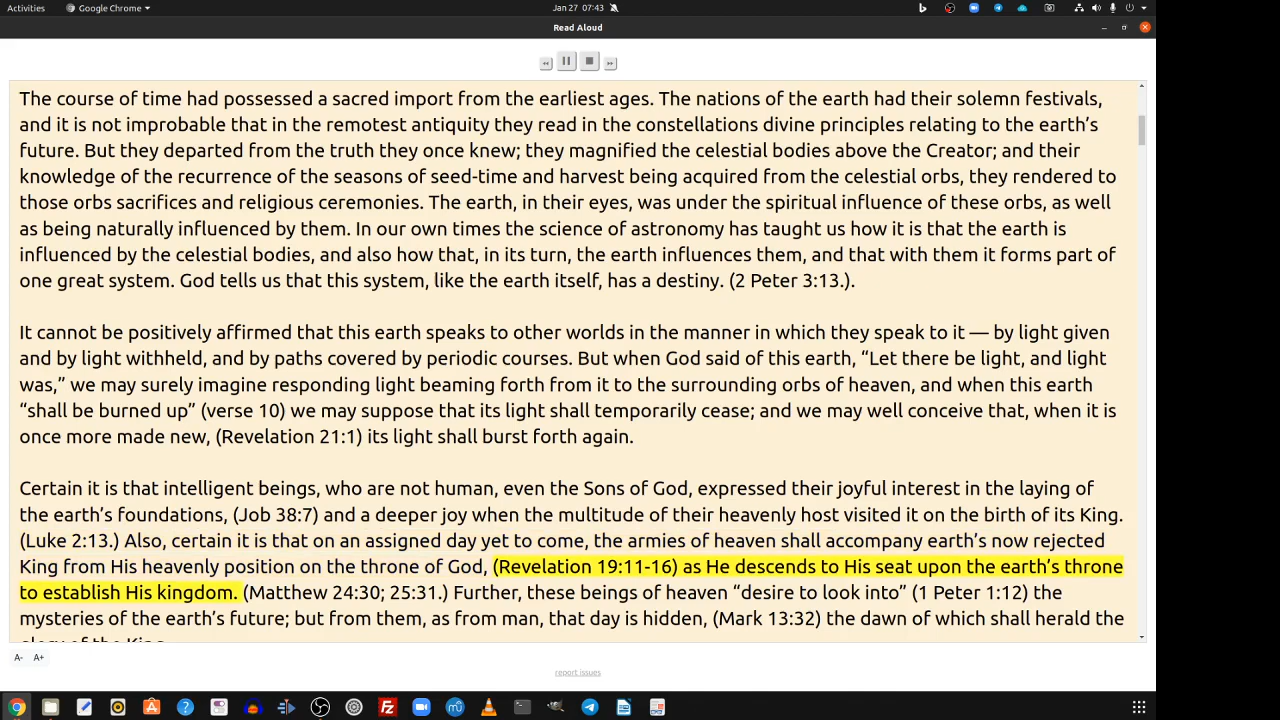 Activities
Google Chrome
Jan 27 07:43
Read Aloud
The course of time had possessed a sacred import from the earliest ages. The nations of the earth had their solemn festivals,
and it is not improbable that in the remotest antiquity they read in the constellations divine principles relating to the earth’s
future. But they departed from the truth they once knew; they magnified the celestial bodies above the Creator; and their
knowledge of the recurrence of the seasons of seed-time and harvest being acquired from the celestial orbs, they rendered to
those orbs sacrifices and religious ceremonies. The earth, in their eyes, was under the spiritual influence of these orbs, as well
as being naturally influenced by them. In our own times the science of astronomy has taught us how it is that the earth is
influenced by the celestial bodies, and also how that, in its turn, the earth influences them, and that with them it forms part of
one great system. God tells us that this system, like the earth itself, has a destiny. (2 Peter 3:13.).
It cannot be positively affirmed that this earth speaks to other worlds in the manner in which they speak to it — by light given
and by light withheld, and by paths covered by periodic courses. But when God said of this earth, “Let there be light, and light
was,” we may surely imagine responding light beaming forth from it to the surrounding orbs of heaven, and when this earth
“shall be burned up” (verse 10) we may suppose that its light shall temporarily cease; and we may well conceive that, when it is
once more made new, (Revelation 21:1) its light shall burst forth again.
Certain it is that intelligent beings, who are not human, even the Sons of God, expressed their joyful interest in the laying of
the earth’s foundations, (Job 38:7) and a deeper joy when the multitude of their heavenly host visited it on the birth of its King.
(Luke 2:13.) Also, certain it is that on an assigned day yet to come, the armies of heaven shall accompany earth’s now rejected
King from His heavenly position on the throne of God, (Revelation 19:11-16) as He descends to His seat upon the earth’s throne
to establish His kingdom. (Matthew 24:30; 25:31.) Further, these beings of heaven “desire to look into” (1 Peter 1:12) the
mysteries of the earth’s future; but from them, as from man, that day is hidden, (Mark 13:32) the dawn of which shall herald the
glory of the King.
A- A+
report issues